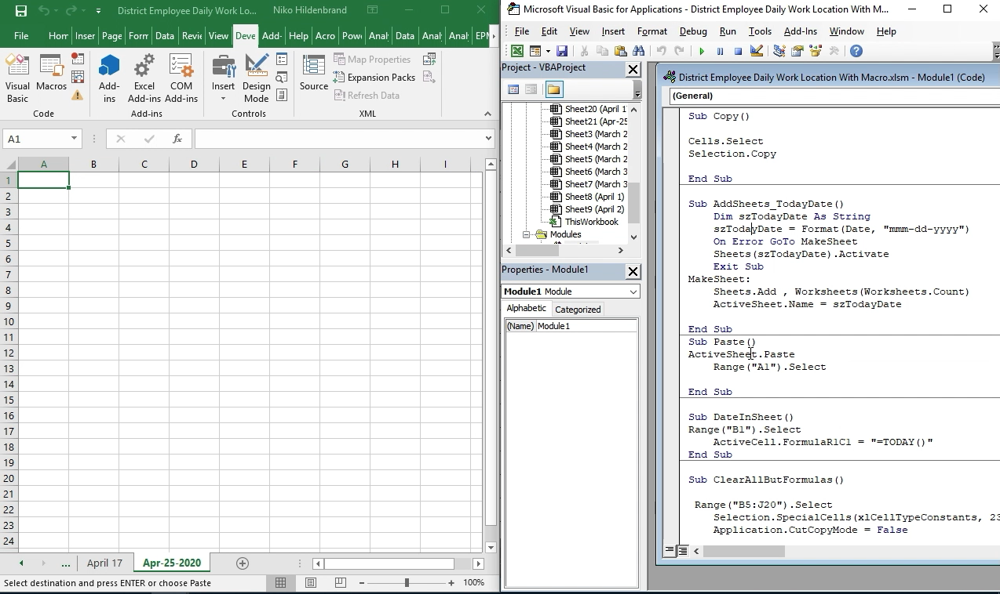 District Employee Daily Work Lo...
Niko Hildenbrand
File Hor Inser Page Forr Data Revi View Deve Add- Help Acro Pow Anal Data Anal Anal EPI
Visual Basic
Macros
Add-ins
Excel Add-ins
COM Add-ins
Insert
Design Mode
Source
Map Properties
Expansion Packs
Refresh Data
Code
Add-ins
Controls
XML
A1
fx
A B C D E F G H I
1
2
3
4
5
6
7
8
9
10
11
12
13
14
15
16
17
18
19
20
21
22
23
24
... April 17 Apr-25-2020
Select destination and press ENTER or choose Paste
100%
Microsoft Visual Basic for Applications - District Employee Daily Work Location With M...
File Edit View Insert Format Debug Run Tools Add-Ins Window Help
Project - VBAProject
Sheet20 (April 1
Sheet21 (Apr-25
Sheet3 (March 2
Sheet4 (March 2
Sheet5 (March 2
Sheet6 (March 3
Sheet7 (March 3
Sheet8 (April 1)
Sheet9 (April 2)
ThisWorkbook
Modules
Properties - Module1
Module1 Module
Alphabetic Categorized
(Name) Module1
District Employee Daily Work Location With Macro.xlsm - Module1 (Code)
(General)
Sub Copy()
Cells.Select
Selection.Copy
End Sub
Sub AddSheets_TodayDate()
Dim szTodayDate As String
szTodayDate = Format(Date, "mmm-dd-yyyy")
On Error GoTo MakeSheet
Sheets(szTodayDate).Activate
Exit Sub
MakeSheet:
Sheets.Add , Worksheets(Worksheets.Count)
ActiveSheet.Name = szTodayDate
End Sub
Sub Paste()
ActiveSheet.Paste
Range("A1").Select
End Sub
Sub DateInSheet()
Range("B1").Select
ActiveCell.FormulaR1C1 = "=TODAY()"
End Sub
Sub ClearAllButFormulas()
Range("B5:J20").Select
Selection.SpecialCells(xlCellTypeConstants, 23
Application.CutCopyMode = False